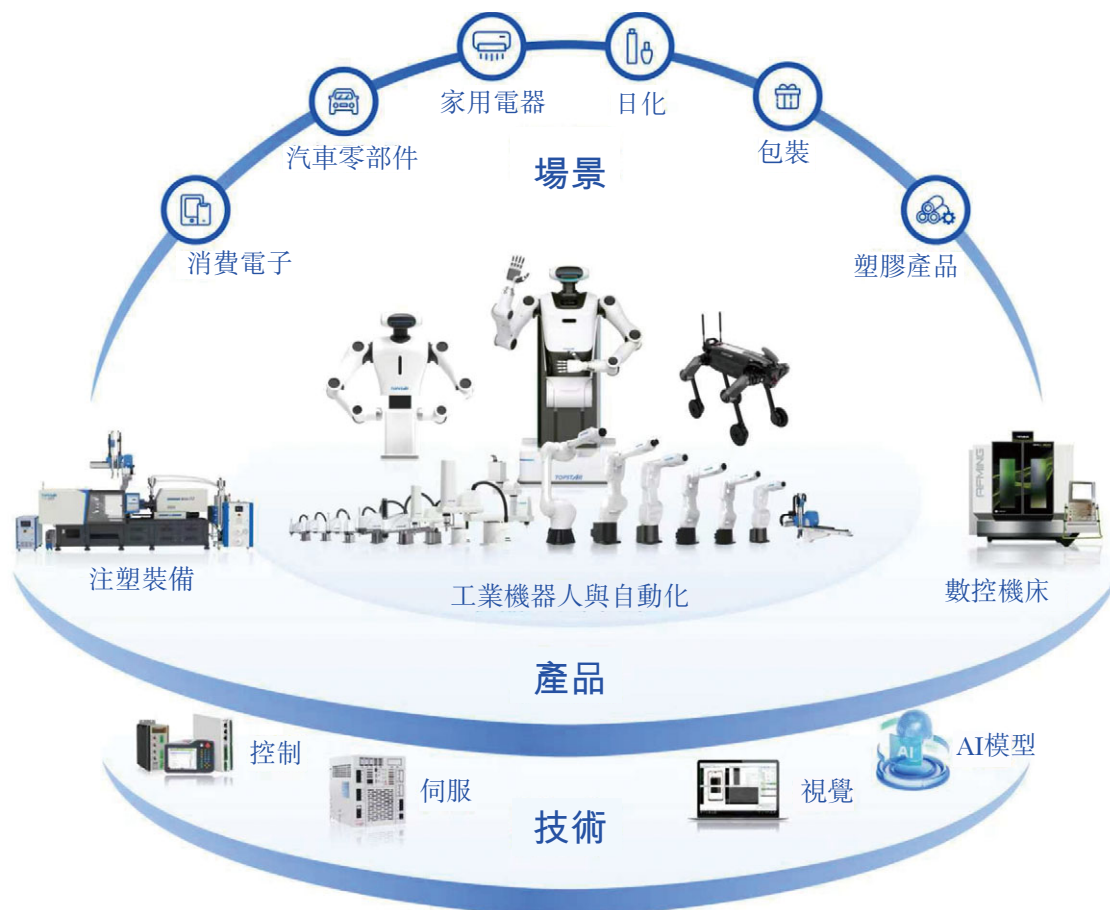 家用電器
日化
汽車零部件
包裝
場景
消費電子
塑膠產品
TOPSTAR
注塑裝備
工業機器人與自動化
數控機床
產品
控制
AI
AI模型
伺服
視覺
技術